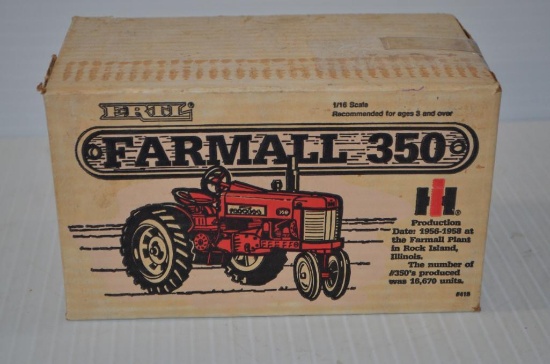 ERTL®
1/16 Scale
Recommended for ages 3 and over
FARMALL 350
IH®
Production
Date: 1956-1958 at
the Farmall Plant
in Rock Island,
Illinois.
The number of
#350's produced
was 16,670 units.
#418
350